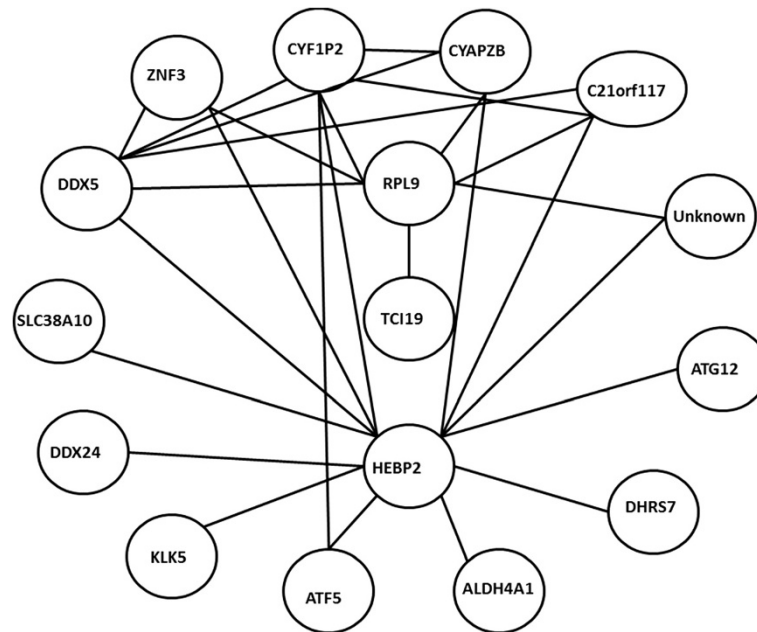 CYF1P2
CYAPZB
ZNF3
C21orf117
DDX5
RPL9
Unknown
SLC38A10
TCI19
ATG12
DDX24
HEBP2
DHRS7
KLK5
ATF5
ALDH4A1